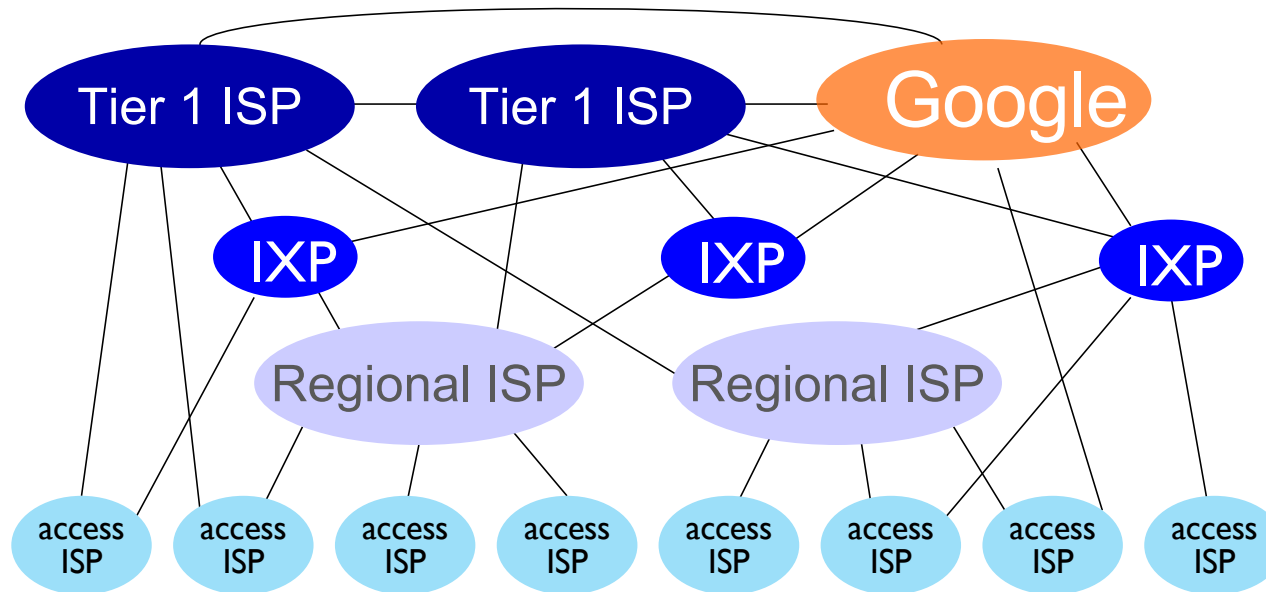 Tier 1 ISP
Tier 1 ISP
Google
IXP
IXP
IXP
Regional ISP
Regional ISP
access
ISP
access
ISP
access
ISP
access
ISP
access
ISP
access
ISP
access
ISP
access
ISP